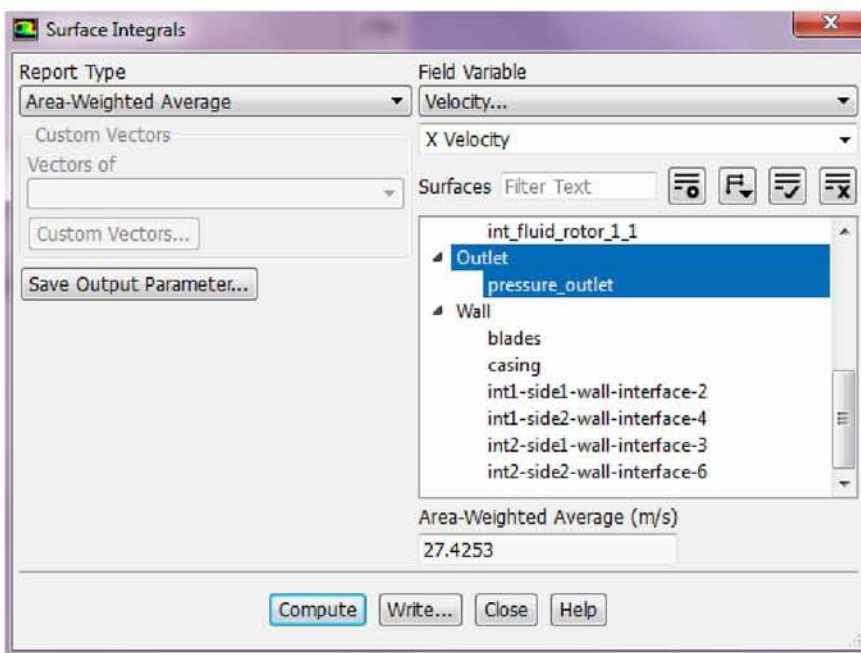 Surface Integrals
Report Type
Area-Weighted Average
Custom Vectors
Vectors of
Custom Vectors...
Save Output Parameter...
Field Variable
Velocity...
X Velocity
Surfaces Filter Text
int_fluid_rotor_1_1
Outlet
pressure_outlet
Wall
blades
casing
int1-side1-wall-interface-2
int1-side2-wall-interface-4
int2-side1-wall-interface-3
int2-side2-wall-interface-6
Area-Weighted Average (m/s)
27.4253
Compute Write... Close Help